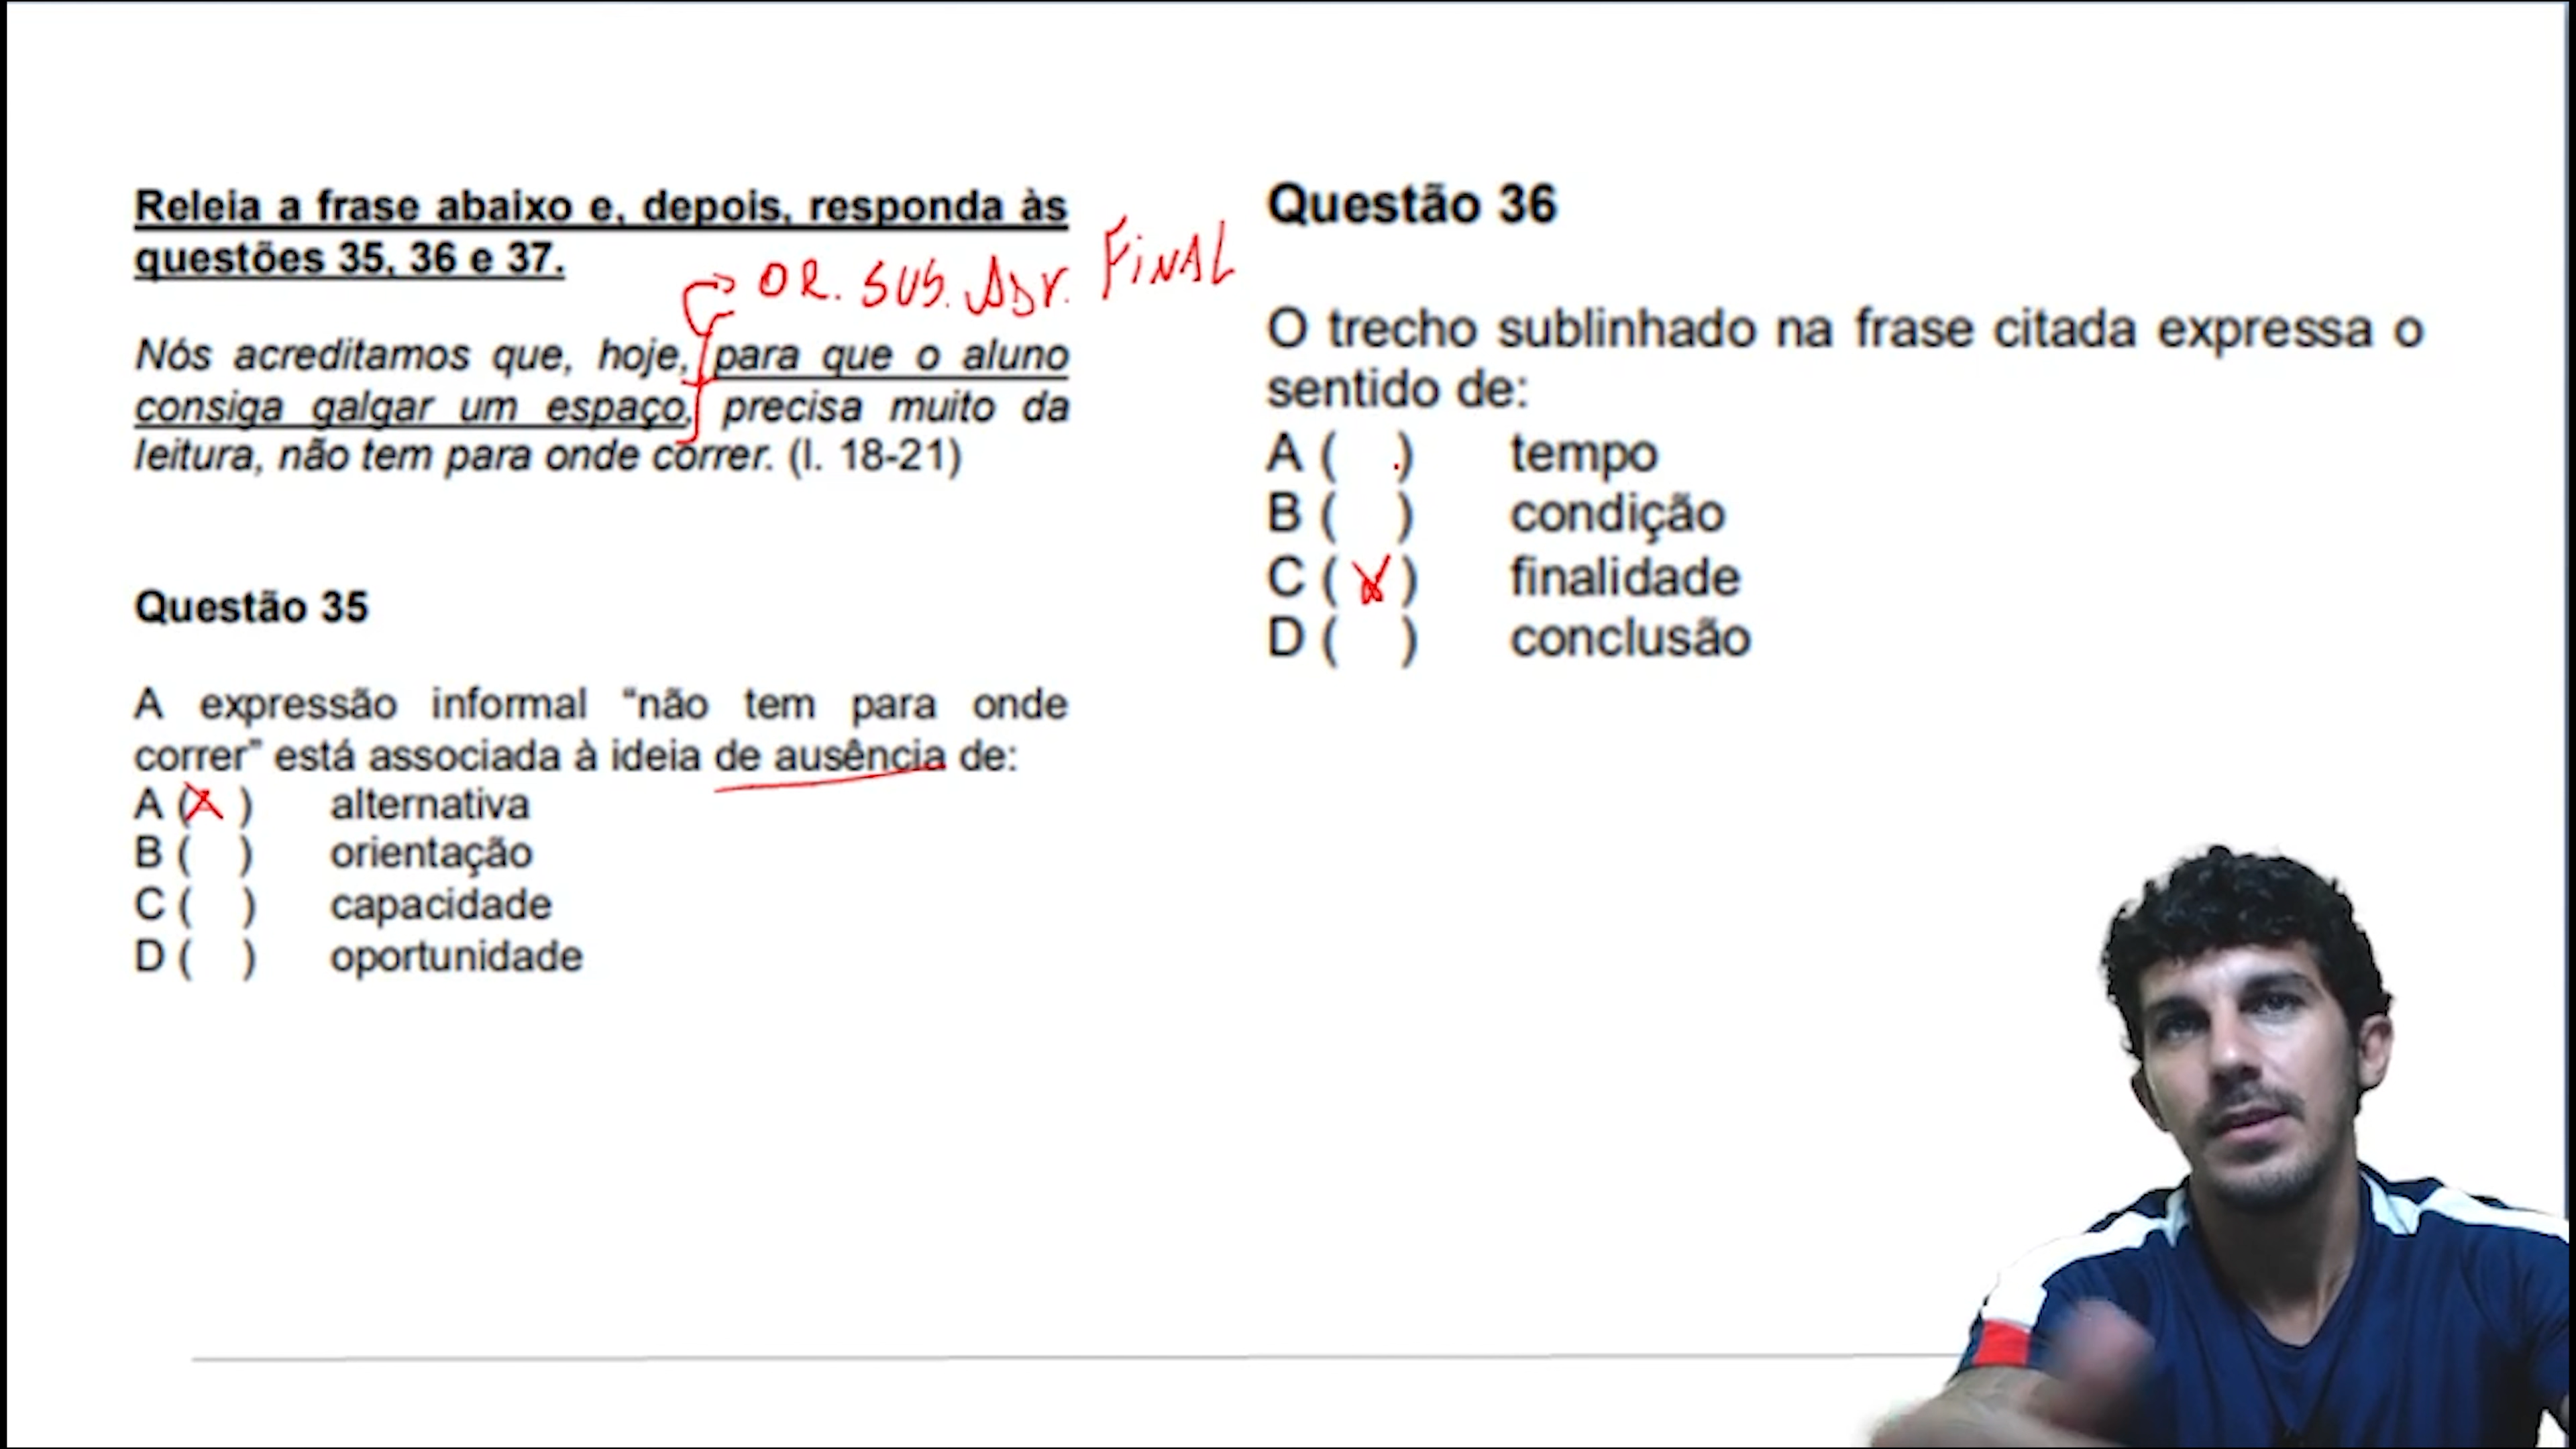 Releia a frase abaixo e, depois, responda às
questões 35, 36 e 37.
OR. SUS. ADV. FINAL
Nós acreditamos que, hoje, para que o aluno
consiga galgar um espaço, precisa muito da
leitura, não tem para onde correr. (l. 18-21)
Questão 35
A expressão informal “não tem para onde
correr” está associada à ideia de ausência de:
A (X) alternativa
B ( ) orientação
C ( ) capacidade
D ( ) oportunidade
Questão 36
O trecho sublinhado na frase citada expressa o
sentido de:
A ( ) tempo
B ( ) condição
C (X) finalidade
D ( ) conclusão